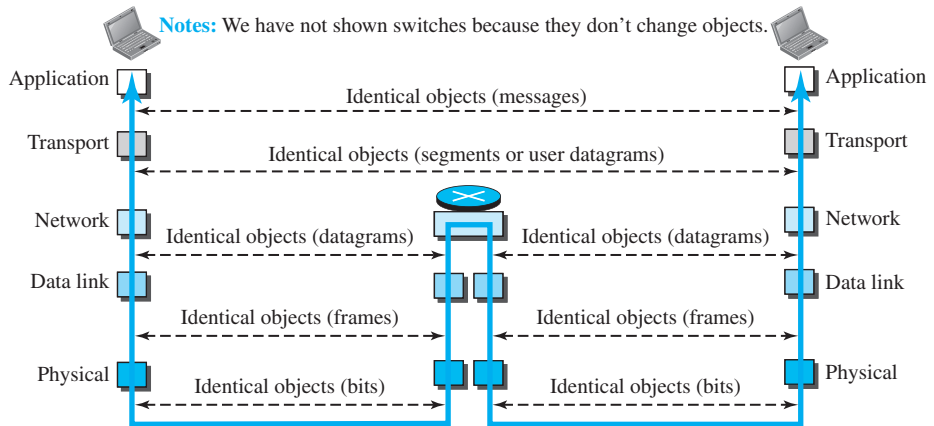 Notes: We have not shown switches because they don't change objects.
Application
Application
Identical objects (messages)
Transport
Transport
Identical objects (segments or user datagrams)
Network
Network
Identical objects (datagrams)
Identical objects (datagrams)
Data link
Data link
Identical objects (frames)
Identical objects (frames)
Physical
Physical
Identical objects (bits)
Identical objects (bits)